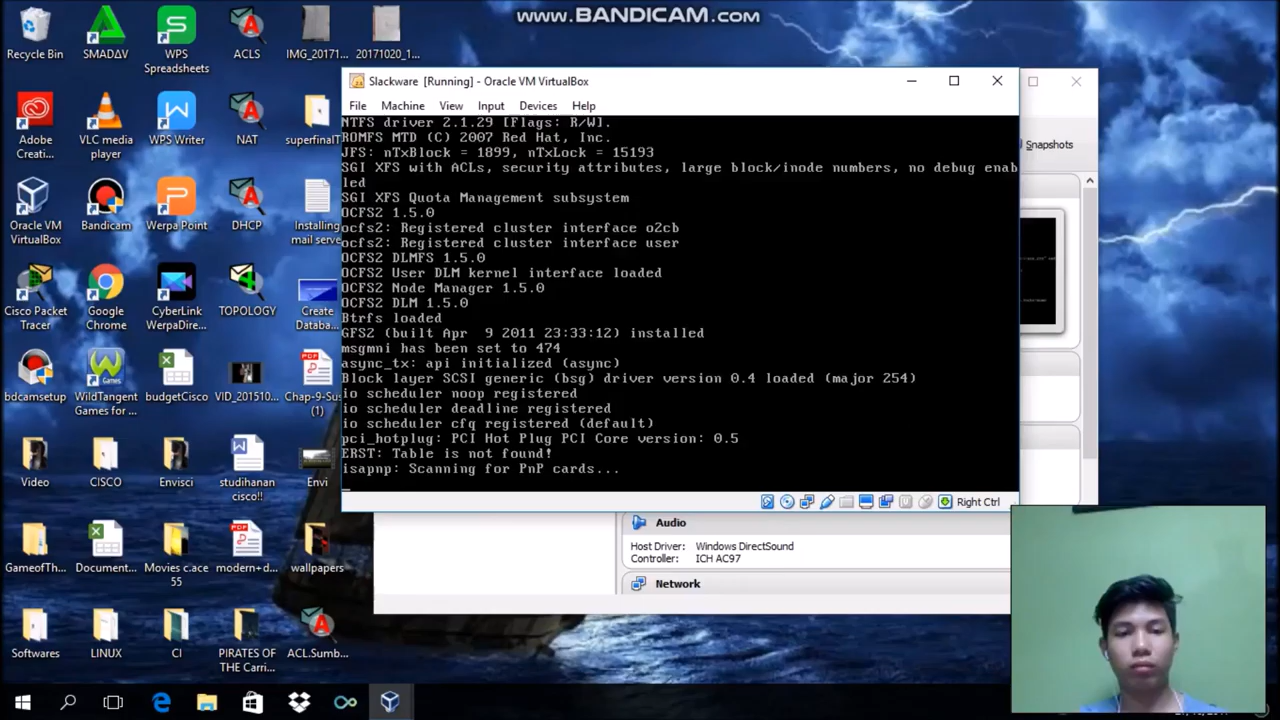 www.BANDICAM.com
Recycle Bin
SMADAV
WPS
Spreadsheets
ACLS
IMG_20171...
20171020_1...
Adobe
Creati...
VLC media
player
WPS Writer
NAT
superfinalT
Oracle VM
VirtualBox
Bandicam
Werpa Point
DHCP
Installing
mail serve
Cisco Packet
Tracer
Google
Chrome
CyberLink
WerpaDire...
TOPOLOGY
Create
Databa...
bdcamsetup
WildTangent
Games for ...
budgetCisco
VID_201510...
Chap-9-Sus
(1)
Video
CISCO
Envisci
studihanan
cisco!!
Envi
GameofTh...
Document...
Movies c.ace
55
modern+d...
wallpapers
Softwares
LINUX
CI
PIRATES OF
THE Carri...
ACL.Sumb...
Slackware [Running] - Oracle VM VirtualBox
File Machine View Input Devices Help
NTFS driver 2.1.29 [Flags: R/W].
ROMFS MTD (C) 2007 Red Hat, Inc.
JFS: nTxBlock = 1899, nTxLock = 15193
SGI XFS with ACLs, security attributes, large block/inode numbers, no debug enab
led
SGI XFS Quota Management subsystem
OCFS2 1.5.0
ocfs2: Registered cluster interface o2cb
ocfs2: Registered cluster interface user
OCFS2 DLMFS 1.5.0
OCFS2 User DLM kernel interface loaded
OCFS2 Node Manager 1.5.0
OCFS2 DLM 1.5.0
Btrfs loaded
GFS2 (built Apr  9 2011 23:33:12) installed
msgmni has been set to 474
async_tx: api initialized (async)
Block layer SCSI generic (bsg) driver version 0.4 loaded (major 254)
io scheduler noop registered
io scheduler deadline registered
io scheduler cfq registered (default)
pci_hotplug: PCI Hot Plug PCI Core version: 0.5
ERST: Table is not found!
isapnp: Scanning for PnP cards...
Right Ctrl
Snapshots
Audio
Host Driver: Windows DirectSound
Controller: ICH AC97
Network